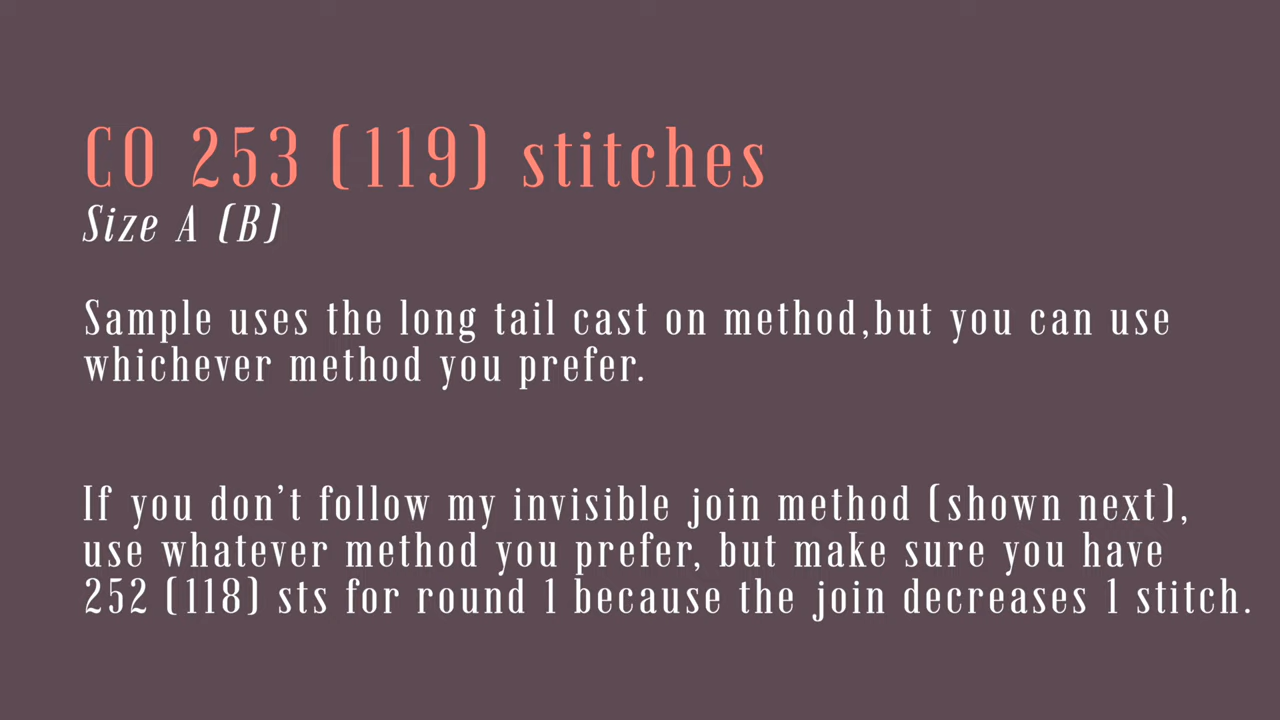 CO 253 (119) stitches
Size A (B)
Sample uses the long tail cast on method,but you can use
whichever method you prefer.
If you don’t follow my invisible join method (shown next),
use whatever method you prefer, but make sure you have
252 (118) sts for round 1 because the join decreases 1 stitch.